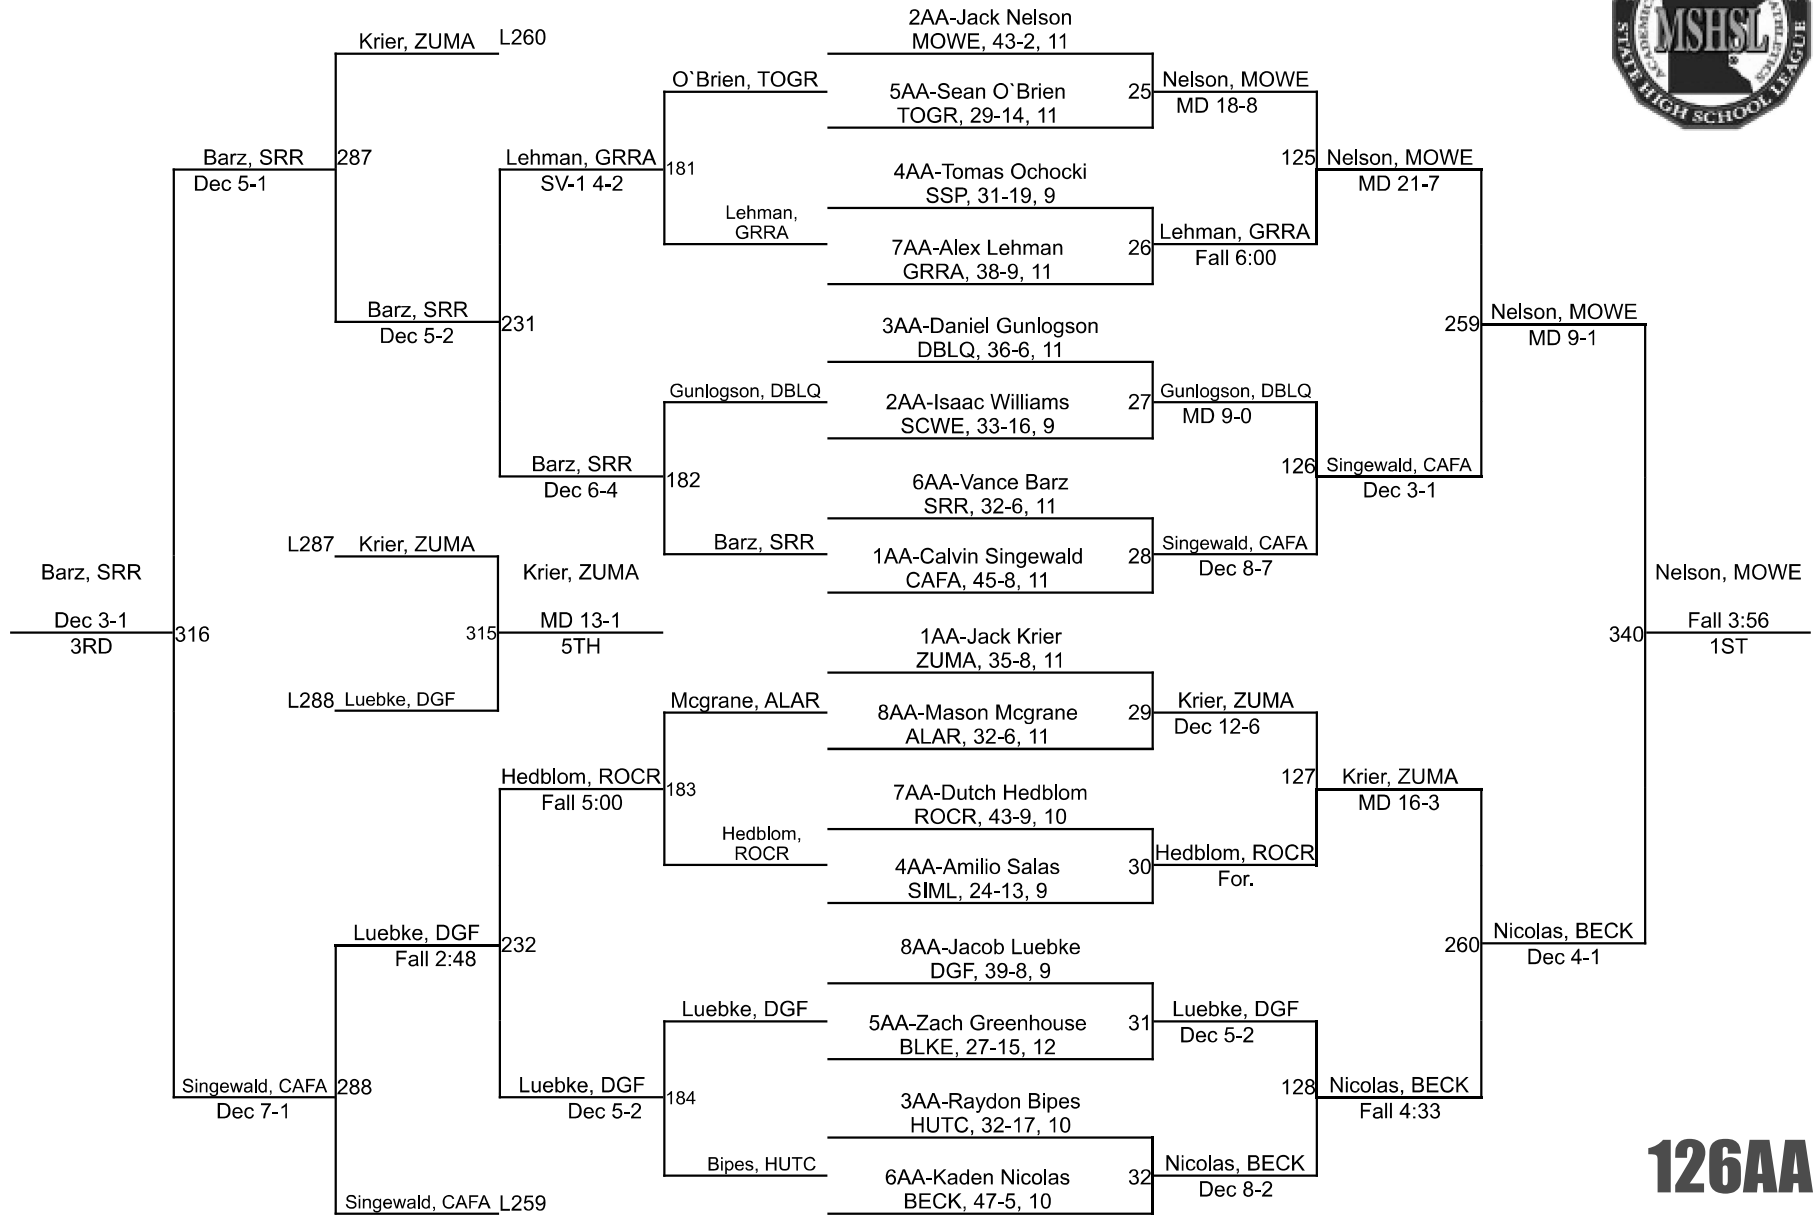 Krier, ZUMA L260
Barz, SRR 287
Dec 5-1
Barz, SRR 231
Dec 5-2
O`Brien, TOGR
Lehman, GRRA 181
SV-1 4-2
Lehman,
GRRA
Gunlogson, DBLQ
Barz, SRR 182
Dec 6-4
Barz, SRR
L287 Krier, ZUMA
Krier, ZUMA
315 MD 13-1
5TH
L288 Luebke, DGF
Barz, SRR
Dec 3-1 316
3RD
Mcgrane, ALAR
Hedblom, ROCR 183
Fall 5:00
Hedblom,
ROCR
Luebke, DGF 232
Fall 2:48
Luebke, DGF
Luebke, DGF 184
Dec 5-2
Bipes, HUTC
Singewald, CAFA 288
Dec 7-1
Singewald, CAFA L259
2AA-Jack Nelson
MOWE, 43-2, 11
5AA-Sean O`Brien
TOGR, 29-14, 11
25 Nelson, MOWE
MD 18-8
4AA-Tomas Ochocki
SSP, 31-19, 9
7AA-Alex Lehman
GRRA, 38-9, 11
26 Lehman, GRRA
Fall 6:00
125 Nelson, MOWE
MD 21-7
3AA-Daniel Gunlogson
DBLQ, 36-6, 11
2AA-Isaac Williams
SCWE, 33-16, 9
27 Gunlogson, DBLQ
MD 9-0
6AA-Vance Barz
SRR, 32-6, 11
1AA-Calvin Singewald
CAFA, 45-8, 11
28 Singewald, CAFA
Dec 8-7
126 Singewald, CAFA
Dec 3-1
259 Nelson, MOWE
MD 9-1
1AA-Jack Krier
ZUMA, 35-8, 11
8AA-Mason Mcgrane
ALAR, 32-6, 11
29 Krier, ZUMA
Dec 12-6
7AA-Dutch Hedblom
ROCR, 43-9, 10
4AA-Amilio Salas
SIML, 24-13, 9
30 Hedblom, ROCR
For.
127 Krier, ZUMA
MD 16-3
8AA-Jacob Luebke
DGF, 39-8, 9
5AA-Zach Greenhouse
BLKE, 27-15, 12
31 Luebke, DGF
Dec 5-2
3AA-Raydon Bipes
HUTC, 32-17, 10
6AA-Kaden Nicolas
BECK, 47-5, 10
32 Nicolas, BECK
Dec 8-2
128 Nicolas, BECK
Fall 4:33
260 Nicolas, BECK
Dec 4-1
Nelson, MOWE
340 Fall 3:56
1ST
MSHSL
STATE HIGH SCHOOL LEAGUE
126AA